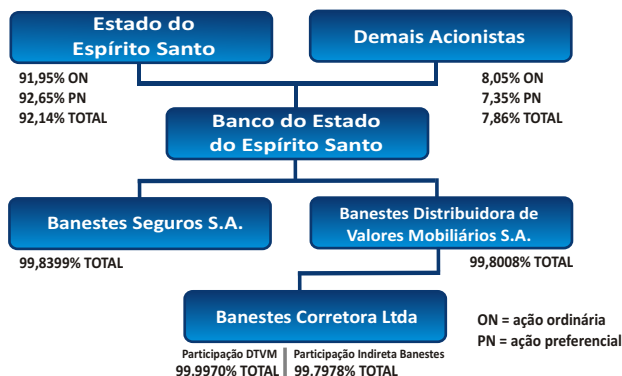 Estado do
Espírito Santo
Demais Acionistas
91,95% ON
92,65% PN
92,14% TOTAL
8,05% ON
7,35% PN
7,86% TOTAL
Banco do Estado
do Espírito Santo
Banestes Seguros S.A.
Banestes Distribuidora de
Valores Mobiliários S.A.
99,8399% TOTAL
99,8008% TOTAL
Banestes Corretora Ltda
ON = ação ordinária
PN = ação preferencial
Participação DTVM
99,9970% TOTAL
Participação Indireta Banestes
99,7978% TOTAL